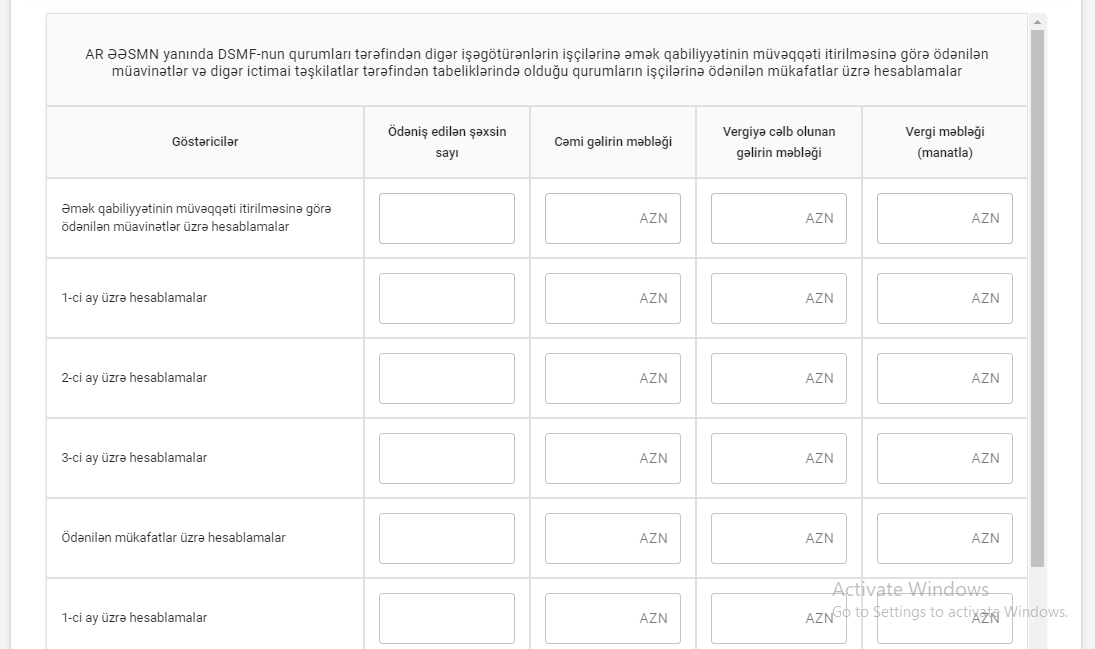 AR ƏƏSMN yanında DSMF-nun qurumları tərəfindən digər işəgötürənlərin işçilərinə əmək qabiliyyətinin müvəqqəti itirilməsinə görə ödənilən
müavinətlər və digər ictimai təşkilatlar tərəfindən tabeliklərində olduğu qurumların işçilərinə ödənilən mükafatlar üzrə hesablamalar
Göstəricilər
Ödəniş edilən şəxsin
sayı
Cəmi gəlirin məbləği
Vergiyə cəlb olunan
gəlirin məbləği
Vergi məbləği
(manatla)
Əmək qabiliyyətinin müvəqqəti itirilməsinə görə
ödənilən müavinətlər üzrə hesablamalar
AZN
AZN
AZN
1-ci ay üzrə hesablamalar
AZN
AZN
AZN
2-ci ay üzrə hesablamalar
AZN
AZN
AZN
3-ci ay üzrə hesablamalar
AZN
AZN
AZN
Ödənilən mükafatlar üzrə hesablamalar
AZN
AZN
AZN
1-ci ay üzrə hesablamalar
AZN
AZN
AZN
Activate Windows
Go to Settings to activate Windows.